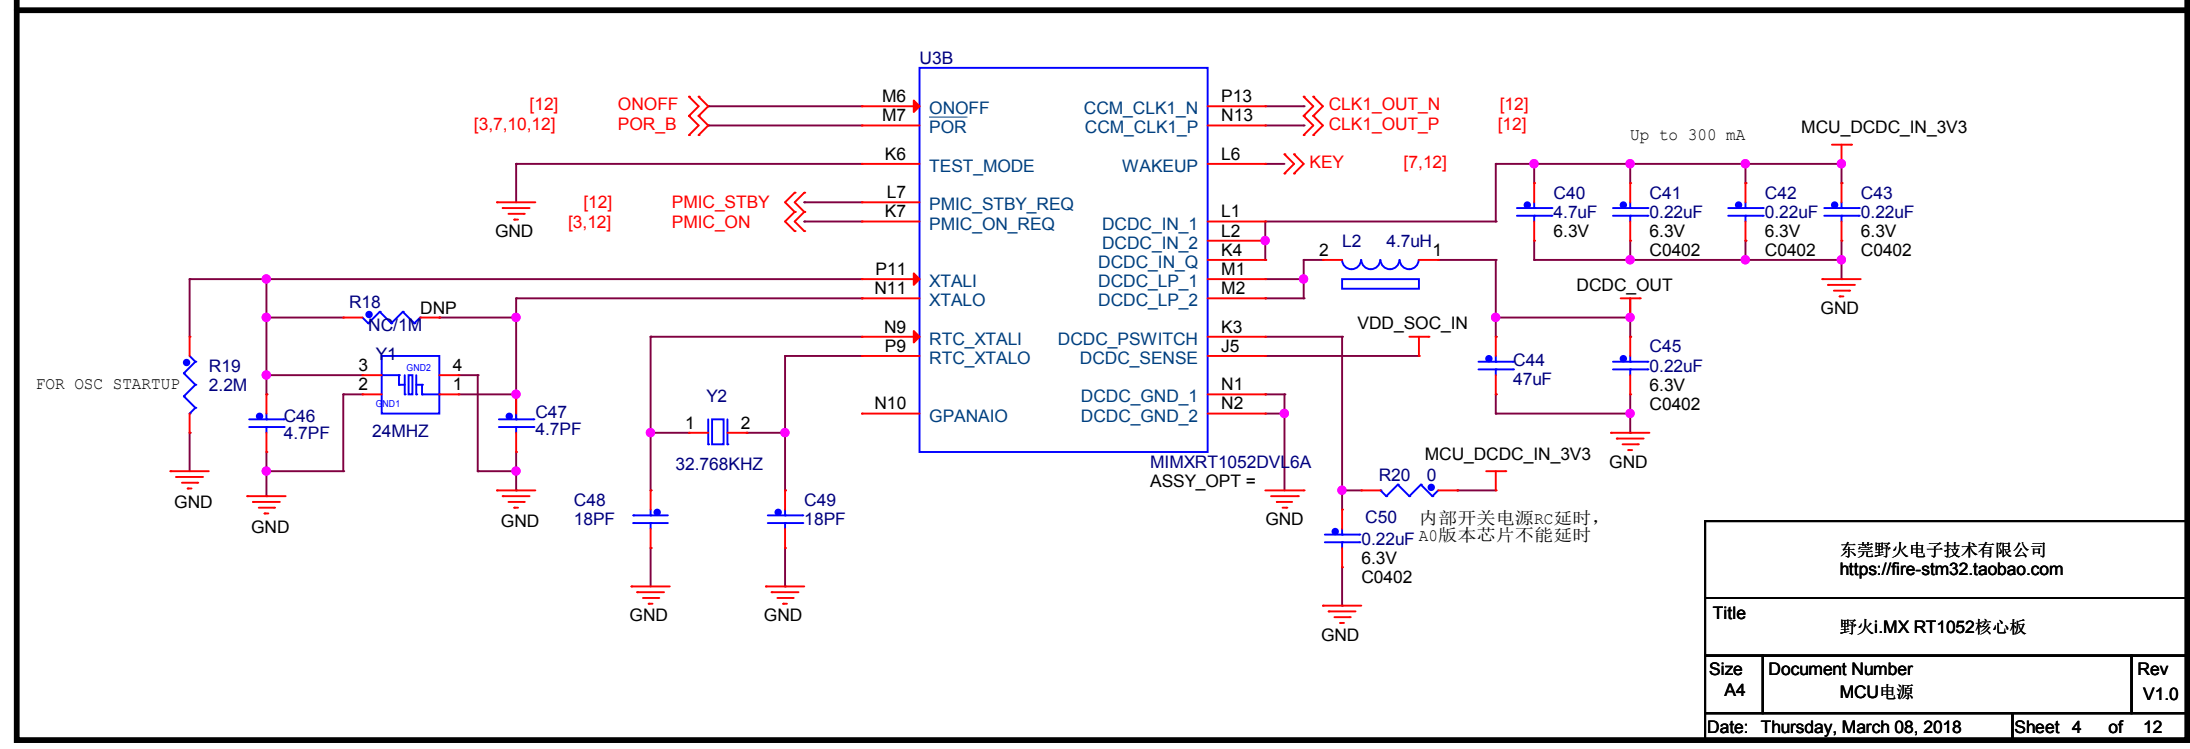 U3B
[12] ONOFF M6 ONOFF
[3,7,10,12] POR_B M7 POR
K6 TEST_MODE
GND
[12] PMIC_STBY L7 PMIC_STBY_REQ
[3,12] PMIC_ON K7 PMIC_ON_REQ
P11 XTALI
N11 XTALO
N9 RTC_XTALI
P9 RTC_XTALO
N10 GPANAIO
CCM_CLK1_N P13 CLK1_OUT_N [12]
CCM_CLK1_P N13 CLK1_OUT_P [12]
WAKEUP L6 KEY [7,12]
DCDC_IN_1 L1
DCDC_IN_2 L2
DCDC_IN_Q K4
DCDC_LP_1 M1
DCDC_LP_2 M2
DCDC_PSWITCH K3
DCDC_SENSE J5
DCDC_GND_1 N1
DCDC_GND_2 N2
MIMXRT1052DVL6A
ASSY_OPT =
GND
R18 DNP
NC/1M
FOR OSC STARTUP
R19
2.2M
GND
Y1
3 GND2 4
2 GND1 1
24MHZ
C46
4.7PF
GND
C47
4.7PF
GND
Y2
1 2
32.768KHZ
C48
18PF
GND
C49
18PF
GND
Up to 300 mA
MCU_DCDC_IN_3V3
C40
4.7uF
6.3V
C41
0.22uF
6.3V
C0402
C42
0.22uF
6.3V
C0402
C43
0.22uF
6.3V
C0402
GND
2 L2 4.7uH 1
DCDC_OUT
VDD_SOC_IN
C44
47uF
C45
0.22uF
6.3V
C0402
GND
MCU_DCDC_IN_3V3
R20 0
C50
0.22uF
6.3V
C0402
GND
内部开关电源RC延时，
A0版本芯片不能延时
东莞野火电子技术有限公司
https://fire-stm32.taobao.com
Title
野火i.MX RT1052核心板
Size Document Number Rev
A4 MCU电源 V1.0
Date: Thursday, March 08, 2018 Sheet 4 of 12